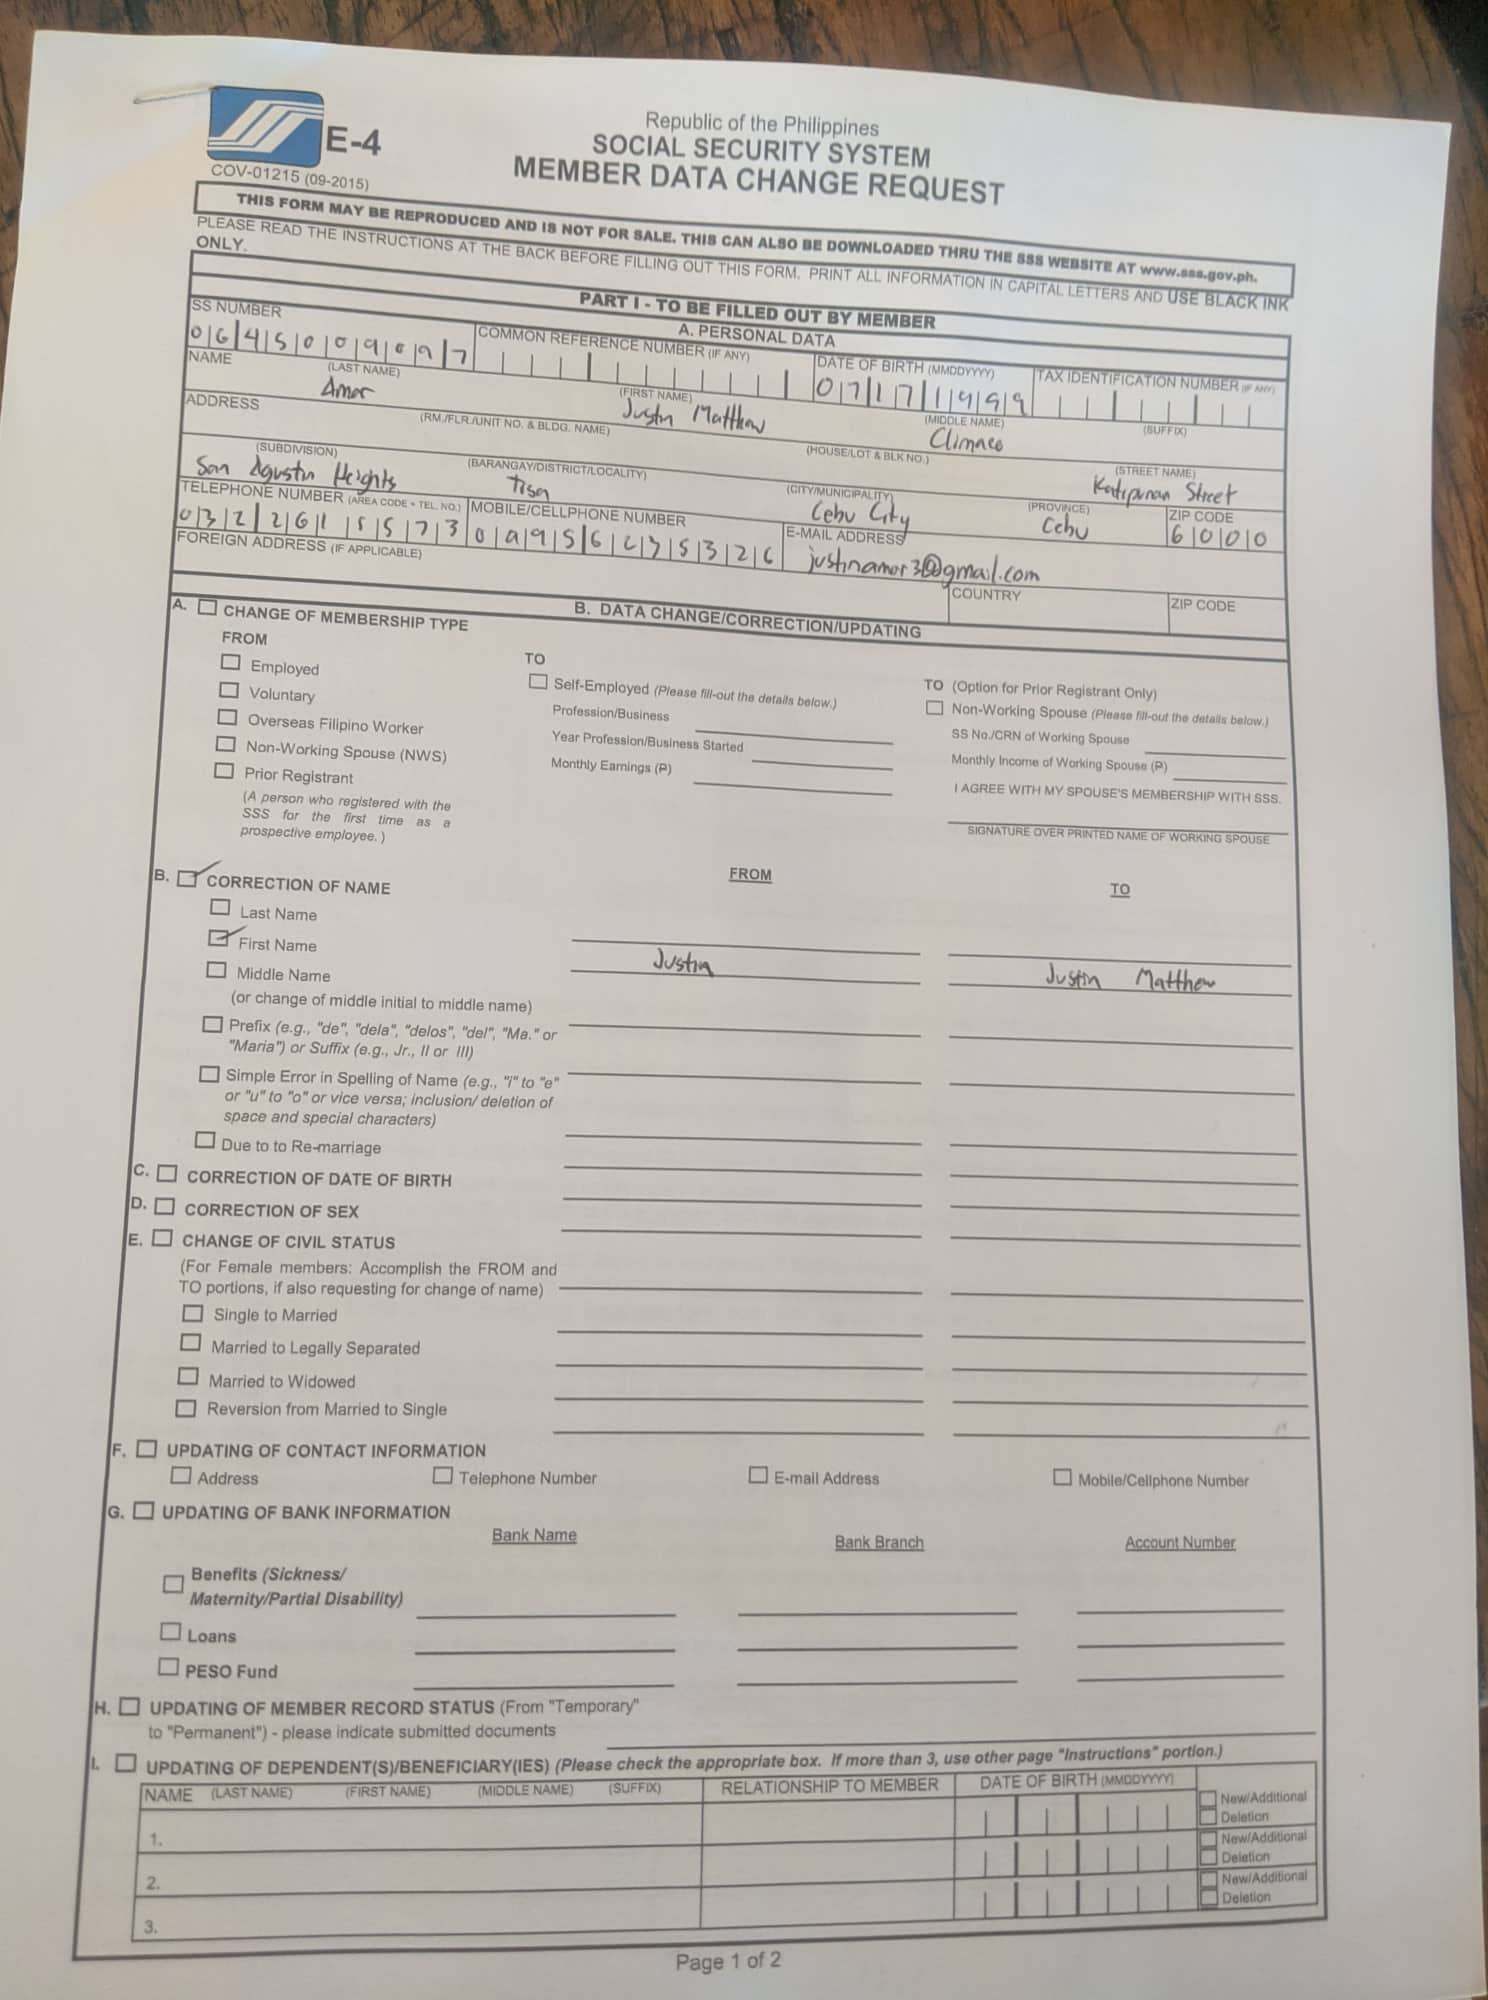 E-4
COV-01215 (09-2015)
Republic of the Philippines
SOCIAL SECURITY SYSTEM
MEMBER DATA CHANGE REQUEST
THIS FORM MAY BE REPRODUCED AND IS NOT FOR SALE. THIS CAN ALSO BE DOWNLOADED THRU THE SSS WEBSITE AT www.sss.gov.ph.
PLEASE READ THE INSTRUCTIONS AT THE BACK BEFORE FILLING OUT THIS FORM. PRINT ALL INFORMATION IN CAPITAL LETTERS AND USE BLACK INK
ONLY.
PART I - TO BE FILLED OUT BY MEMBER
A. PERSONAL DATA
SS NUMBER COMMON REFERENCE NUMBER (IF ANY) DATE OF BIRTH (MMDDYYYY) TAX IDENTIFICATION NUMBER (IF ANY)
0645009097 07171999
NAME (LAST NAME) (FIRST NAME) (MIDDLE NAME) (SUFFIX)
Amor Justin Matthew Climaco
ADDRESS (RM./FLR./UNIT NO. & BLDG. NAME) (HOUSE/LOT & BLK NO.) (STREET NAME)
Katipunan Street
(SUBDIVISION) (BARANGAY/DISTRICT/LOCALITY) (CITY/MUNICIPALITY) (PROVINCE) ZIP CODE
San Agustin Heights Tisa Cebu City Cebu 6000
TELEPHONE NUMBER (AREA CODE + TEL. NO.) MOBILE/CELLPHONE NUMBER E-MAIL ADDRESS
032 2615573 justinamor3@gmail.com
FOREIGN ADDRESS (IF APPLICABLE) COUNTRY ZIP CODE
B. DATA CHANGE/CORRECTION/UPDATING
A. CHANGE OF MEMBERSHIP TYPE
FROM
Employed
Voluntary
Overseas Filipino Worker
Non-Working Spouse (NWS)
Prior Registrant
(A person who registered with the
SSS for the first time as a
prospective employee. )
TO
Self-Employed (Please fill-out the details below.)
Profession/Business
Year Profession/Business Started
Monthly Earnings (₱)
TO (Option for Prior Registrant Only)
Non-Working Spouse (Please fill-out the details below.)
SS No./CRN of Working Spouse
Monthly Income of Working Spouse (₱)
I AGREE WITH MY SPOUSE'S MEMBERSHIP WITH SSS.
SIGNATURE OVER PRINTED NAME OF WORKING SPOUSE
B. CORRECTION OF NAME FROM TO
Last Name
First Name Justin Justin Matthew
Middle Name
(or change of middle initial to middle name)
Prefix (e.g., "de", "dela", "delos", "del", "Ma." or
"Maria") or Suffix (e.g., Jr., II or III)
Simple Error in Spelling of Name (e.g., "i" to "e"
or "u" to "o" or vice versa; inclusion/ deletion of
space and special characters)
Due to to Re-marriage
C. CORRECTION OF DATE OF BIRTH
D. CORRECTION OF SEX
E. CHANGE OF CIVIL STATUS
(For Female members: Accomplish the FROM and
TO portions, if also requesting for change of name)
Single to Married
Married to Legally Separated
Married to Widowed
Reversion from Married to Single
F. UPDATING OF CONTACT INFORMATION
Address Telephone Number E-mail Address Mobile/Cellphone Number
G. UPDATING OF BANK INFORMATION
Bank Name Bank Branch Account Number
Benefits (Sickness/
Maternity/Partial Disability)
Loans
PESO Fund
H. UPDATING OF MEMBER RECORD STATUS (From "Temporary"
to "Permanent") - please indicate submitted documents
I. UPDATING OF DEPENDENT(S)/BENEFICIARY(IES) (Please check the appropriate box. If more than 3, use other page "Instructions" portion.)
NAME (LAST NAME) (FIRST NAME) (MIDDLE NAME) (SUFFIX) RELATIONSHIP TO MEMBER DATE OF BIRTH (MMDDYYYY)
1. New/Additional
Deletion
2. New/Additional
Deletion
3. New/Additional
Deletion
Page 1 of 2